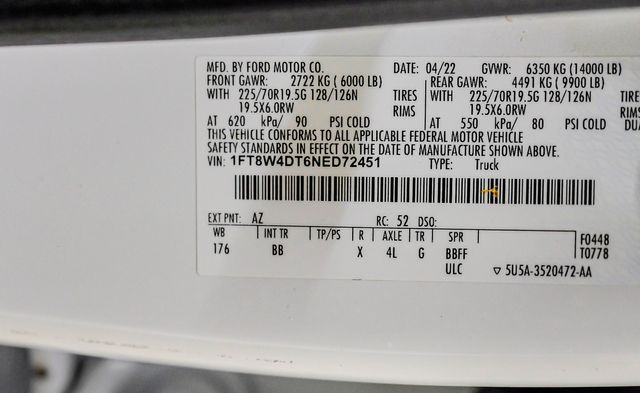 MFD. BY FORD MOTOR CO. DATE: 04/22 GVWR: 6350 KG (14000 LB)
FRONT GAWR: 2722 KG (6000 LB) REAR GAWR: 4491 KG (9900 LB)
WITH 225/70R19.5G 128/126N TIRES WITH 225/70R19.5G 128/126N TIRE
19.5X6.0RW RIMS 19.5X6.0RW RIMS
AT 620 kPa/ 90 PSI COLD AT 550 kPa/ 80 PSI COLD DUA
THIS VEHICLE CONFORMS TO ALL APPLICABLE FEDERAL MOTOR VEHICLE
SAFETY STANDARDS IN EFFECT ON THE DATE OF MANUFACTURE SHOWN ABOVE.
VIN: 1FT8W4DT6NED72451 TYPE: Truck
EXT PNT: AZ RC: 52 DSO:
WB INT TR TP/PS R AXLE TR SPR F0448
176 BB X 4L G BBFF T0778
ULC ▽ 5U5A-3520472-AA